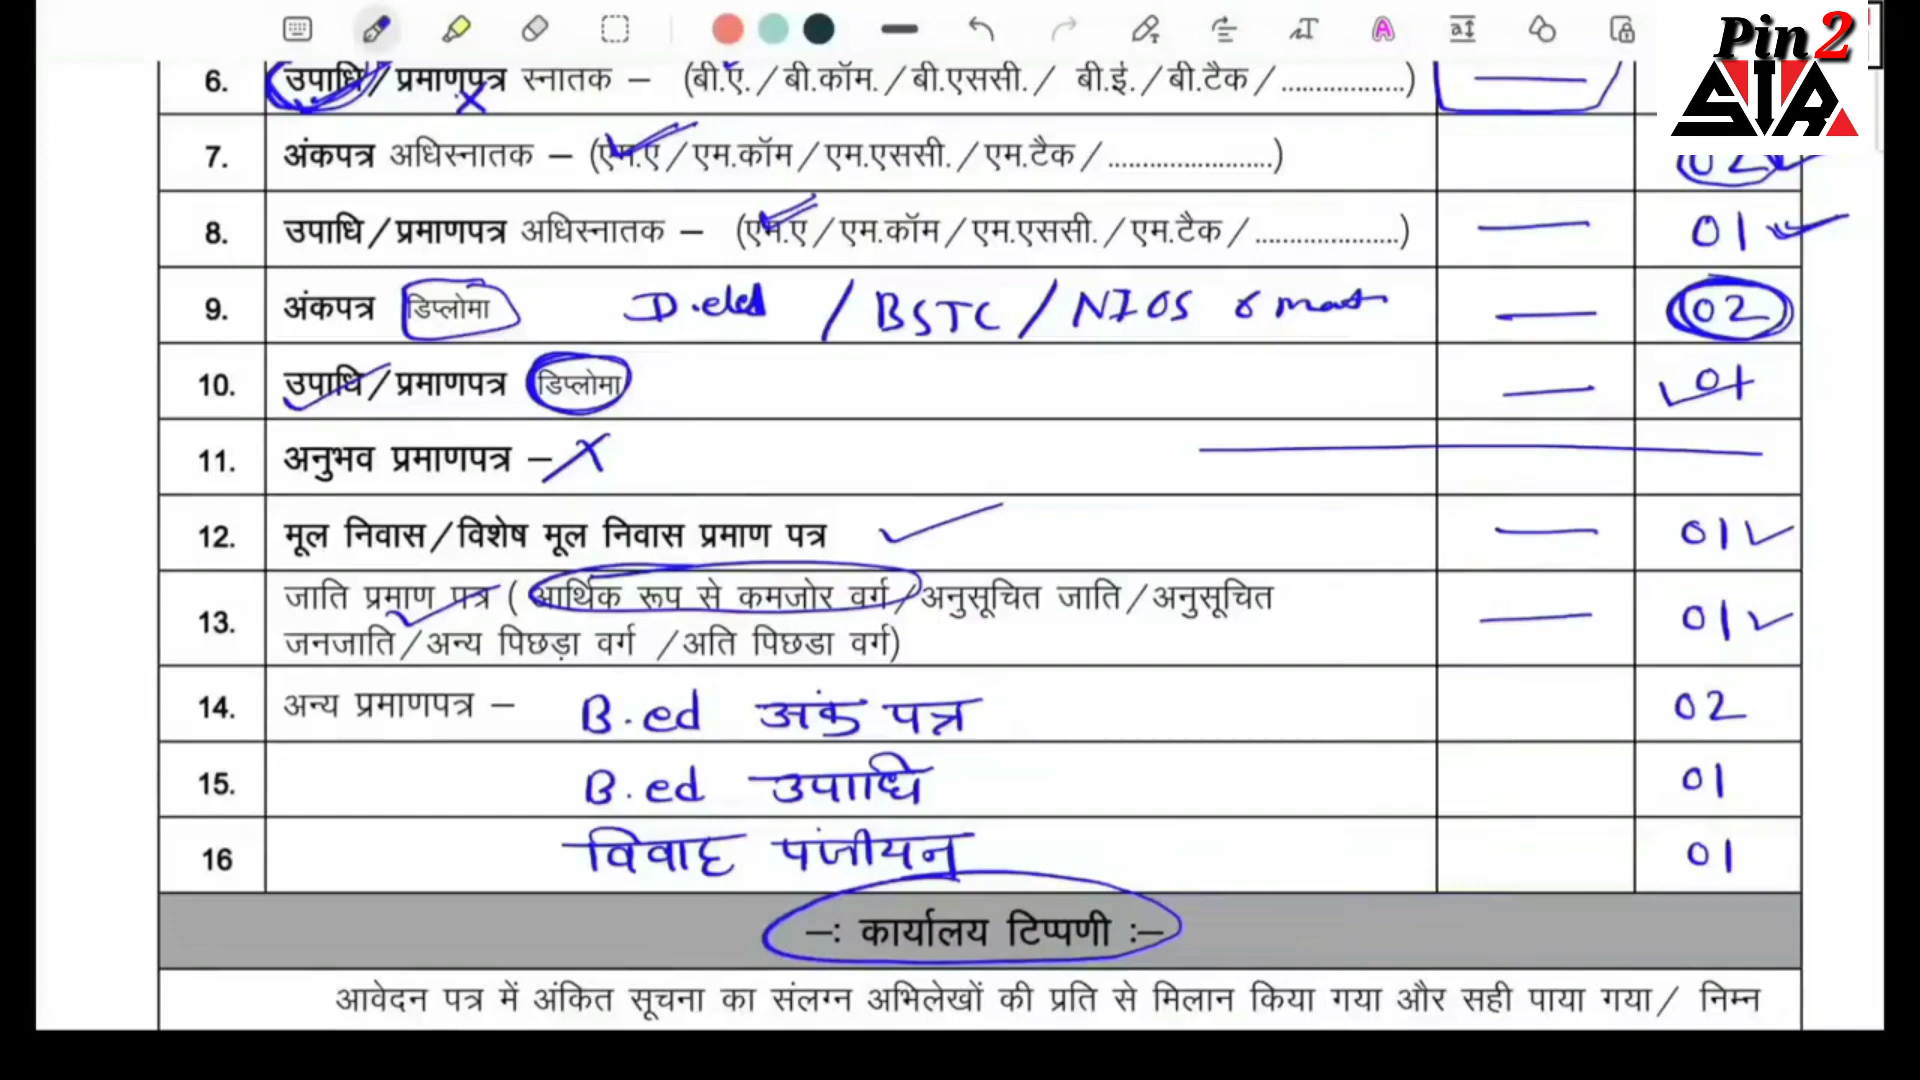 Pin2
STAR
6. उपाधि/प्रमाणपत्र स्नातक – (बी.ए./बी.कॉम./बी.एससी./ बी.ई./बी.टैक/..................)
7. अंकपत्र अधिस्नातक – (एम.ए/एम.कॉम/एम.एससी./एम.टैक/.......................) 02
8. उपाधि/प्रमाणपत्र अधिस्नातक – (एम.ए/एम.कॉम/एम.एससी./एम.टैक/.....................) — 01
9. अंकपत्र डिप्लोमा D.eled / BSTC / NIOS 6 — 02
10. उपाधि/प्रमाणपत्र डिप्लोमा — 01
11. अनुभव प्रमाणपत्र –
12. मूल निवास/विशेष मूल निवास प्रमाण पत्र — 01
13. जाति प्रमाण पत्र ( आर्थिक रूप से कमजोर वर्ग/अनुसूचित जाति/अनुसूचित
जनजाति/अन्य पिछड़ा वर्ग /अति पिछडा वर्ग) — 01
14. अन्य प्रमाणपत्र – B.ed अंक पत्र 02
15. B.ed उपाधि 01
16 विवाह पंजीयन 01
–: कार्यालय टिप्पणी :–
आवेदन पत्र में अंकित सूचना का संलग्न अभिलेखों की प्रति से मिलान किया गया और सही पाया गया/ निम्न